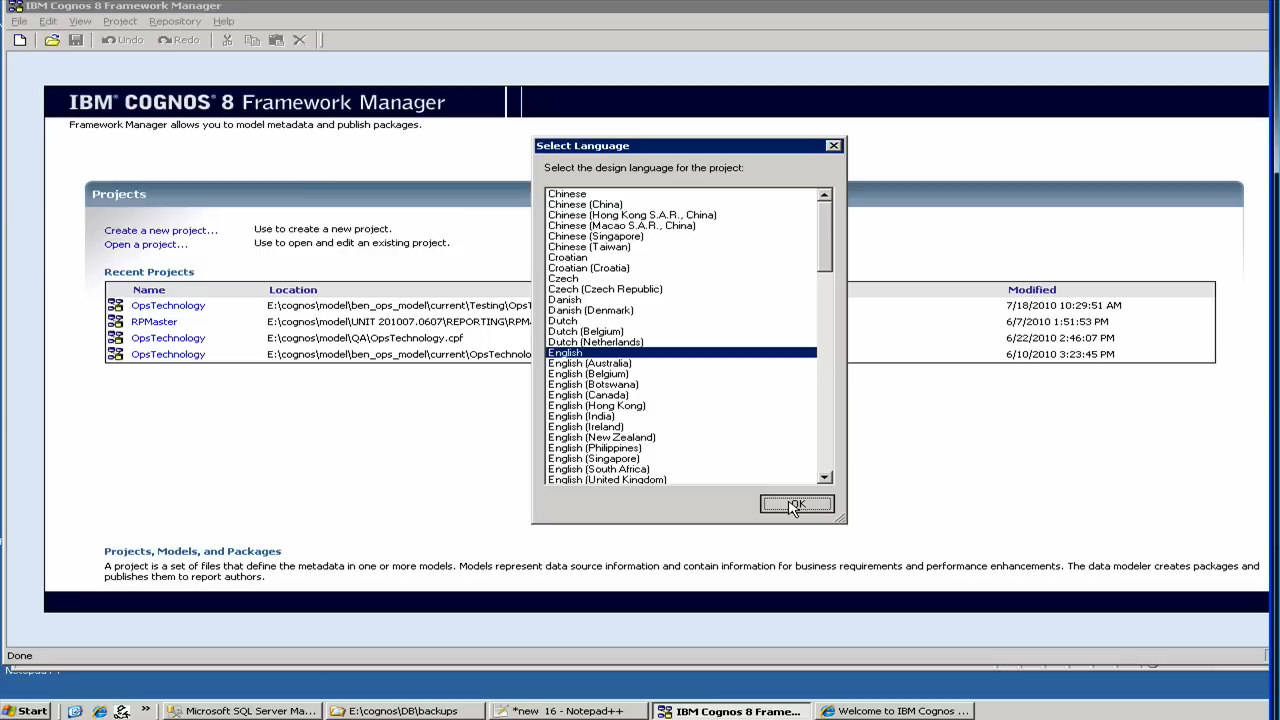 IBM Cognos 8 Framework Manager
File Edit View Project Repository Help
Undo Redo
IBM® COGNOS® 8 Framework Manager
Framework Manager allows you to model metadata and publish packages.
Projects
Create a new project... Use to create a new project.
Open a project... Use to open and edit an existing project.
Recent Projects
Name Location Modified
OpsTechnology E:\cognos\model\ben_ops_model\current\Testing\OpsT 7/18/2010 10:29:51 AM
RPMaster E:\cognos\model\UNIT 201007.0607\REPORTING\RPM 6/7/2010 1:51:53 PM
OpsTechnology E:\cognos\model\QA\OpsTechnology.cpf 6/22/2010 2:46:07 PM
OpsTechnology E:\cognos\model\ben_ops_model\current\OpsTechnolo 6/10/2010 3:23:45 PM
Select Language
Select the design language for the project:
Chinese
Chinese (China)
Chinese (Hong Kong S.A.R., China)
Chinese (Macao S.A.R., China)
Chinese (Singapore)
Chinese (Taiwan)
Croatian
Croatian (Croatia)
Czech
Czech (Czech Republic)
Danish
Danish (Denmark)
Dutch
Dutch (Belgium)
Dutch (Netherlands)
English
English (Australia)
English (Belgium)
English (Botswana)
English (Canada)
English (Hong Kong)
English (India)
English (Ireland)
English (New Zealand)
English (Philippines)
English (Singapore)
English (South Africa)
English (United Kingdom)
OK
Projects, Models, and Packages
A project is a set of files that define the metadata in one or more models. Models represent data source information and contain information for business requirements and performance enhancements. The data modeler creates packages and
publishes them to report authors.
Done
Start » Microsoft SQL Server Ma... E:\cognos\DB\backups *new 16 - Notepad++ IBM Cognos 8 Frame... Welcome to IBM Cognos ...